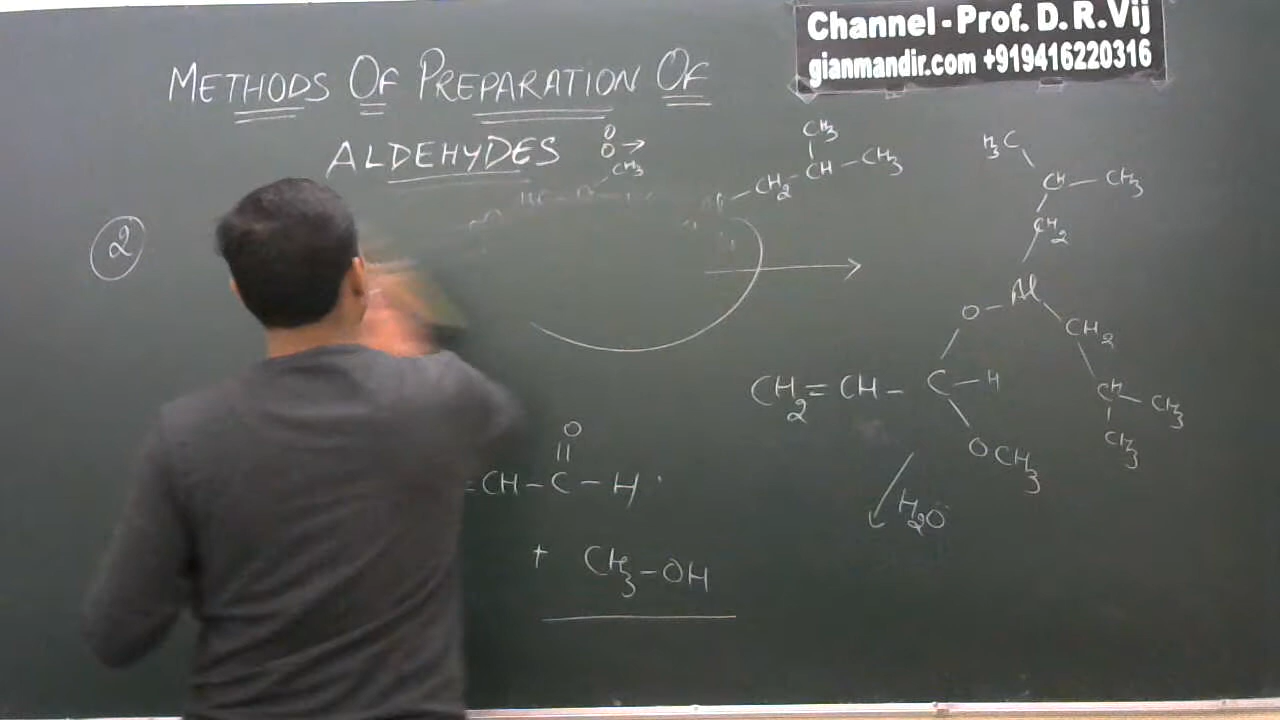 Channel - Prof. D. R. Vij
gianmandir.com +919416220316
METHODS OF PREPARATION OF
ALDEHYDES
O
O →
CH3
2
CH2 - CH - CH3
CH3
H3C
CH - CH3
CH2
O - Al
CH2
CH - CH3
CH3
CH2 = CH - C - H
OCH3
H2O
O
=CH - C - H
+ CH3 - OH